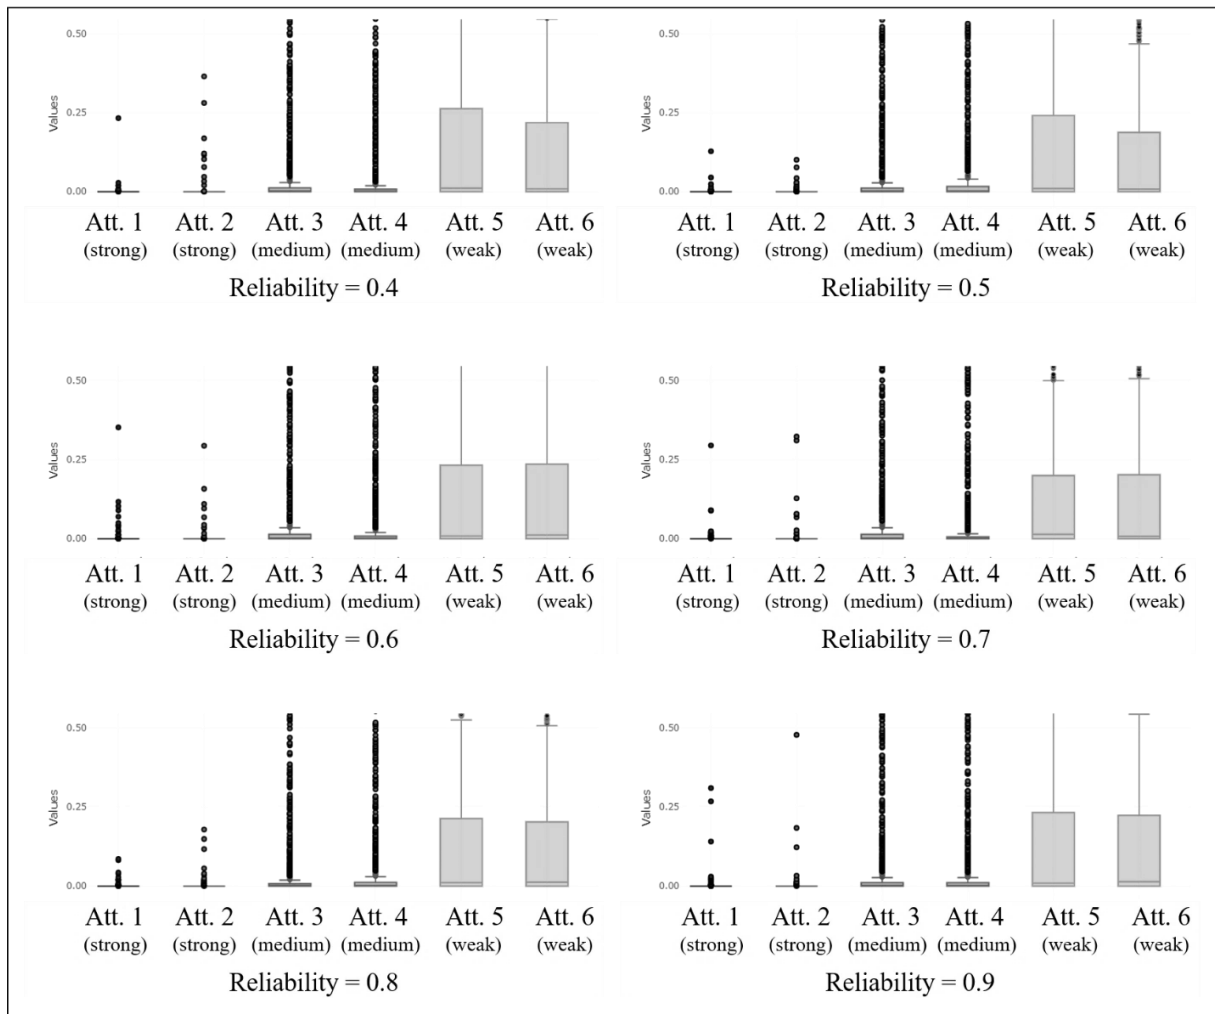 0.50
Values
0.25
0.00
Att. 1 Att. 2 Att. 3 Att. 4 Att. 5 Att. 6
(strong) (strong) (medium) (medium) (weak) (weak)
Reliability = 0.4
0.50
Values
0.25
0.00
Att. 1 Att. 2 Att. 3 Att. 4 Att. 5 Att. 6
(strong) (strong) (medium) (medium) (weak) (weak)
Reliability = 0.5
0.50
Values
0.25
0.00
Att. 1 Att. 2 Att. 3 Att. 4 Att. 5 Att. 6
(strong) (strong) (medium) (medium) (weak) (weak)
Reliability = 0.6
0.50
Values
0.25
0.00
Att. 1 Att. 2 Att. 3 Att. 4 Att. 5 Att. 6
(strong) (strong) (medium) (medium) (weak) (weak)
Reliability = 0.7
0.50
Values
0.25
0.00
Att. 1 Att. 2 Att. 3 Att. 4 Att. 5 Att. 6
(strong) (strong) (medium) (medium) (weak) (weak)
Reliability = 0.8
0.50
Values
0.25
0.00
Att. 1 Att. 2 Att. 3 Att. 4 Att. 5 Att. 6
(strong) (strong) (medium) (medium) (weak) (weak)
Reliability = 0.9